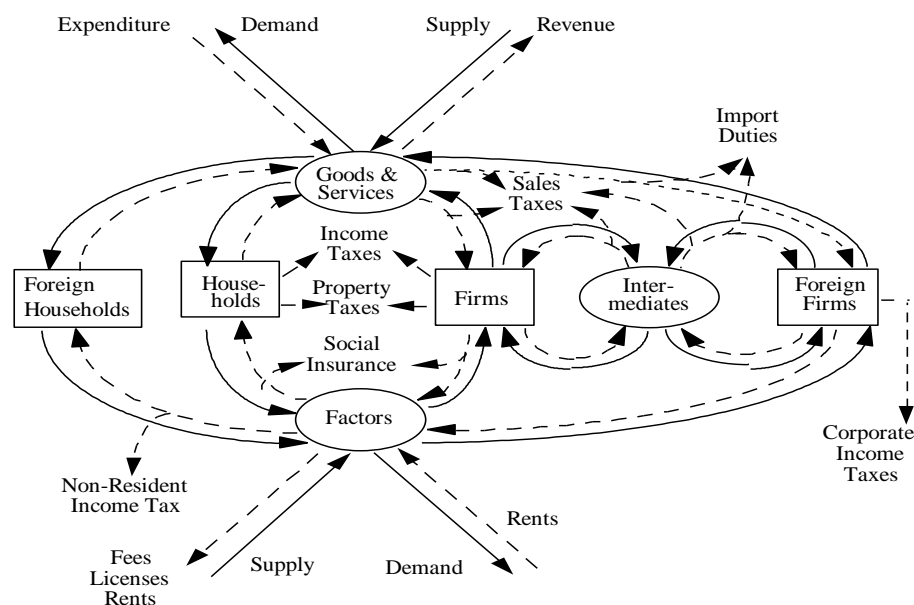 Expenditure
Demand
Supply
Revenue
Import
Duties
Goods &
Services
Sales
Taxes
Income
Taxes
Foreign
Households
House-
holds
Property
Taxes
Firms
Inter-
mediates
Foreign
Firms
Social
Insurance
Factors
Corporate
Income
Taxes
Non-Resident
Income Tax
Rents
Fees
Licenses
Rents
Supply
Demand